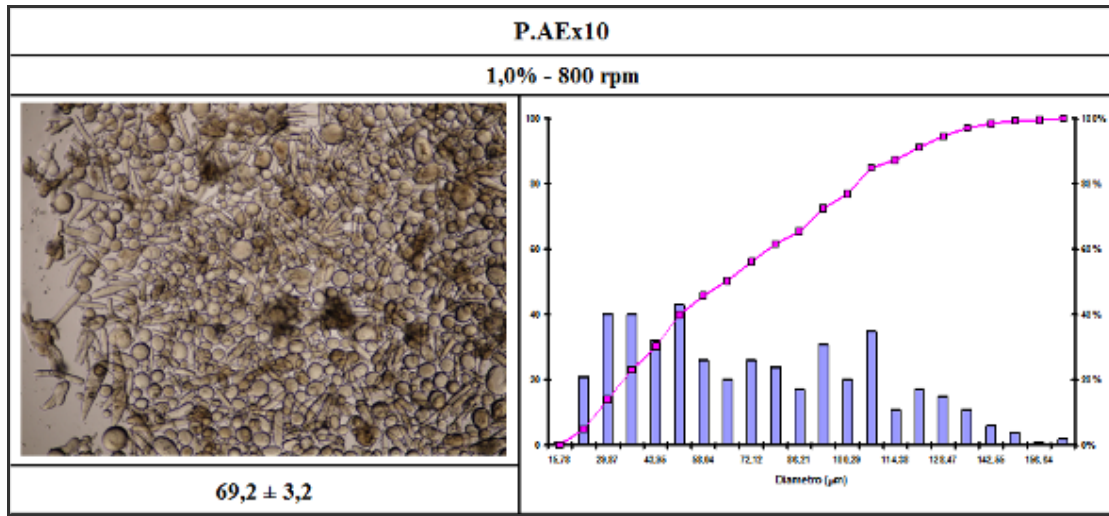 P.AEx10
1,0% - 800 rpm
100
80
60
40
20
0
100%
80%
60%
40%
20%
0%
15,78 29,87 43,95 58,04 72,12 86,21 100,29 114,38 128,47 142,55 156,64
Diametro (μm)
69,2 ± 3,2